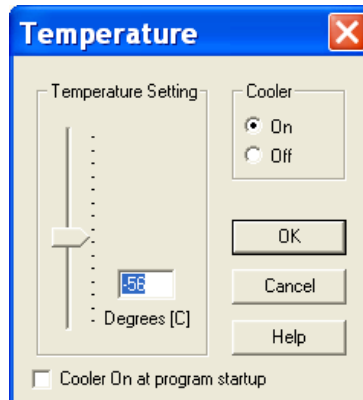 Temperature
Temperature Setting
Cooler
On
Off
-56
Degrees [C]
OK
Cancel
Help
Cooler On at program startup